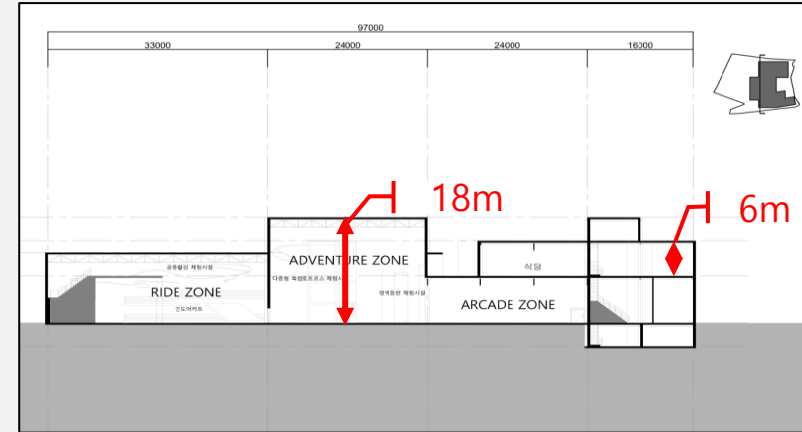 97000
33000
24000
24000
16000
18m
6m
ADVENTURE ZONE
식당
RIDE ZONE
ARCADE ZONE